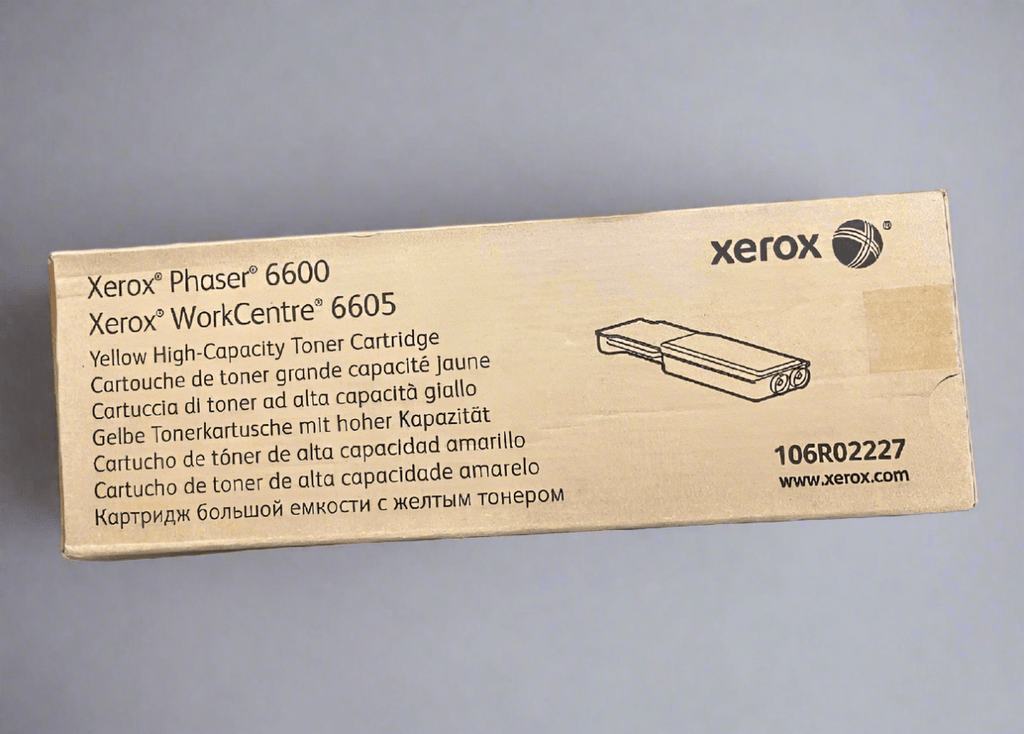 Xerox® Phaser® 6600
Xerox® WorkCentre® 6605
Yellow High-Capacity Toner Cartridge
Cartouche de toner grande capacité jaune
Cartuccia di toner ad alta capacità giallo
Gelbe Tonerkartusche mit hoher Kapazität
Cartucho de tóner de alta capacidad amarillo
Cartucho de toner de alta capacidade amarelo
Картридж большой емкости с желтым тонером
xerox ®
106R02227
www.xerox.com